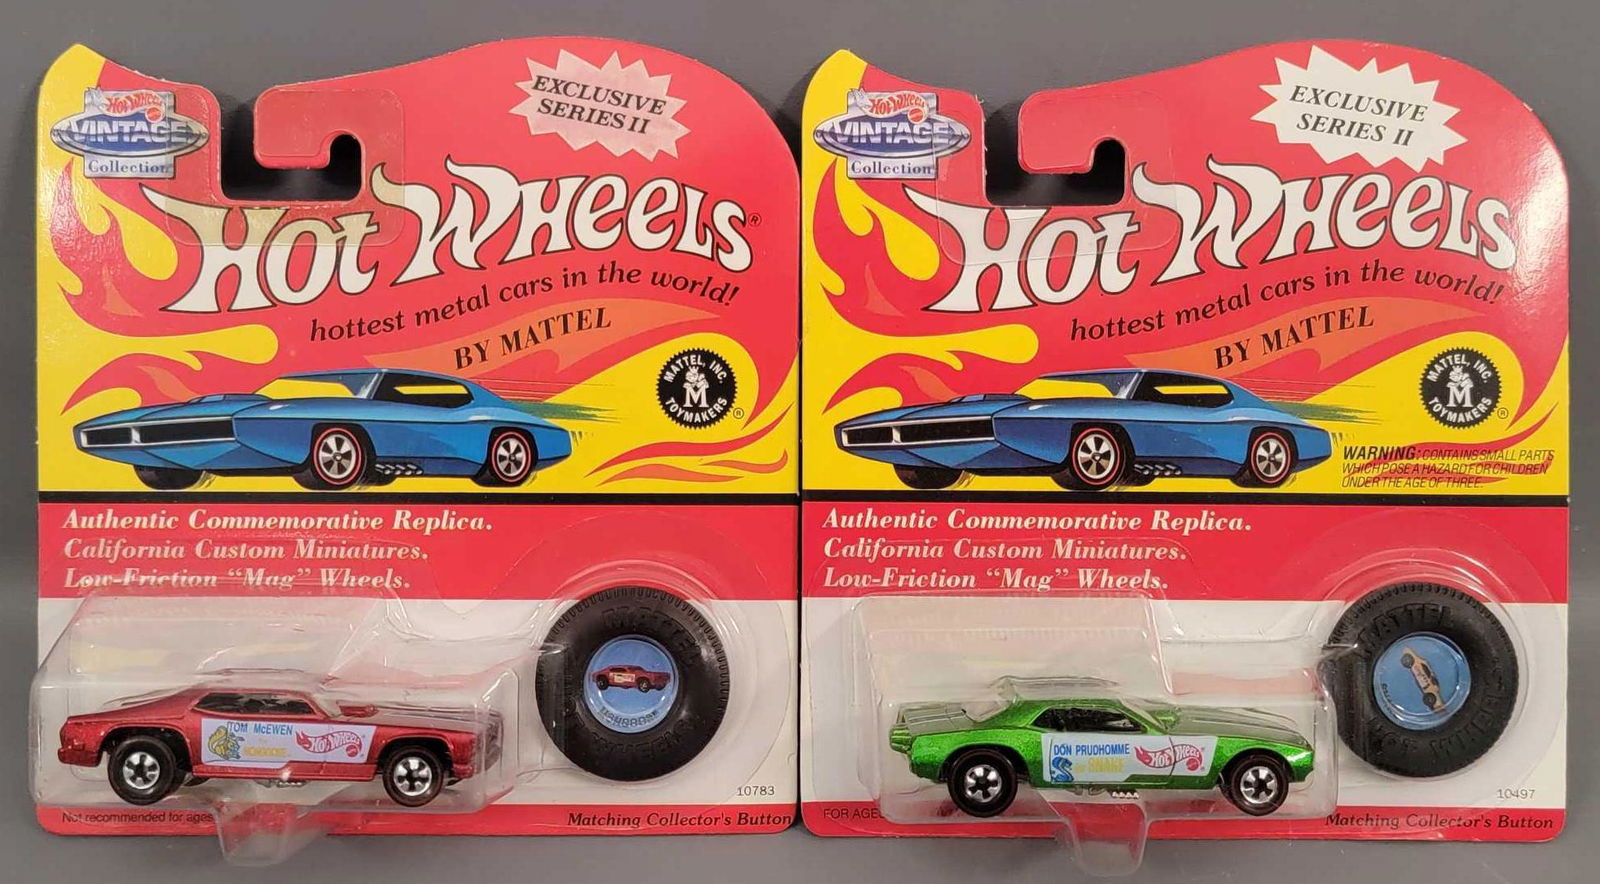 HOT WHEELS
VINTAGE
Collection
EXCLUSIVE
SERIES II
HOT WHEELS®
hottest metal cars in the world!
BY MATTEL
MATTEL, INC.
M
TOYMAKERS
®
Authentic Commemorative Replica.
California Custom Miniatures.
Low-Friction "Mag" Wheels.
MATTEL
WHEELS
MONGOOSE
TOM McEWEN
MONGOOSE
HOT WHEELS
10783
Not recommended for ages
Matching Collector's Button
HOT WHEELS
VINTAGE
Collection
EXCLUSIVE
SERIES II
HOT WHEELS
hottest metal cars in the world!
BY MATTEL
MATTEL, INC.
M
TOYMAKERS
®
WARNING: CONTAINS SMALL PARTS
WHICH POSE A HAZARD FOR CHILDREN
UNDER THE AGE OF THREE.
Authentic Commemorative Replica.
California Custom Miniatures.
Low-Friction "Mag" Wheels.
MATTEL
HOT WHEELS
DON PRUDHOMME
SNAKE
HOT WHEELS
10497
FOR AGES
Matching Collector's Button